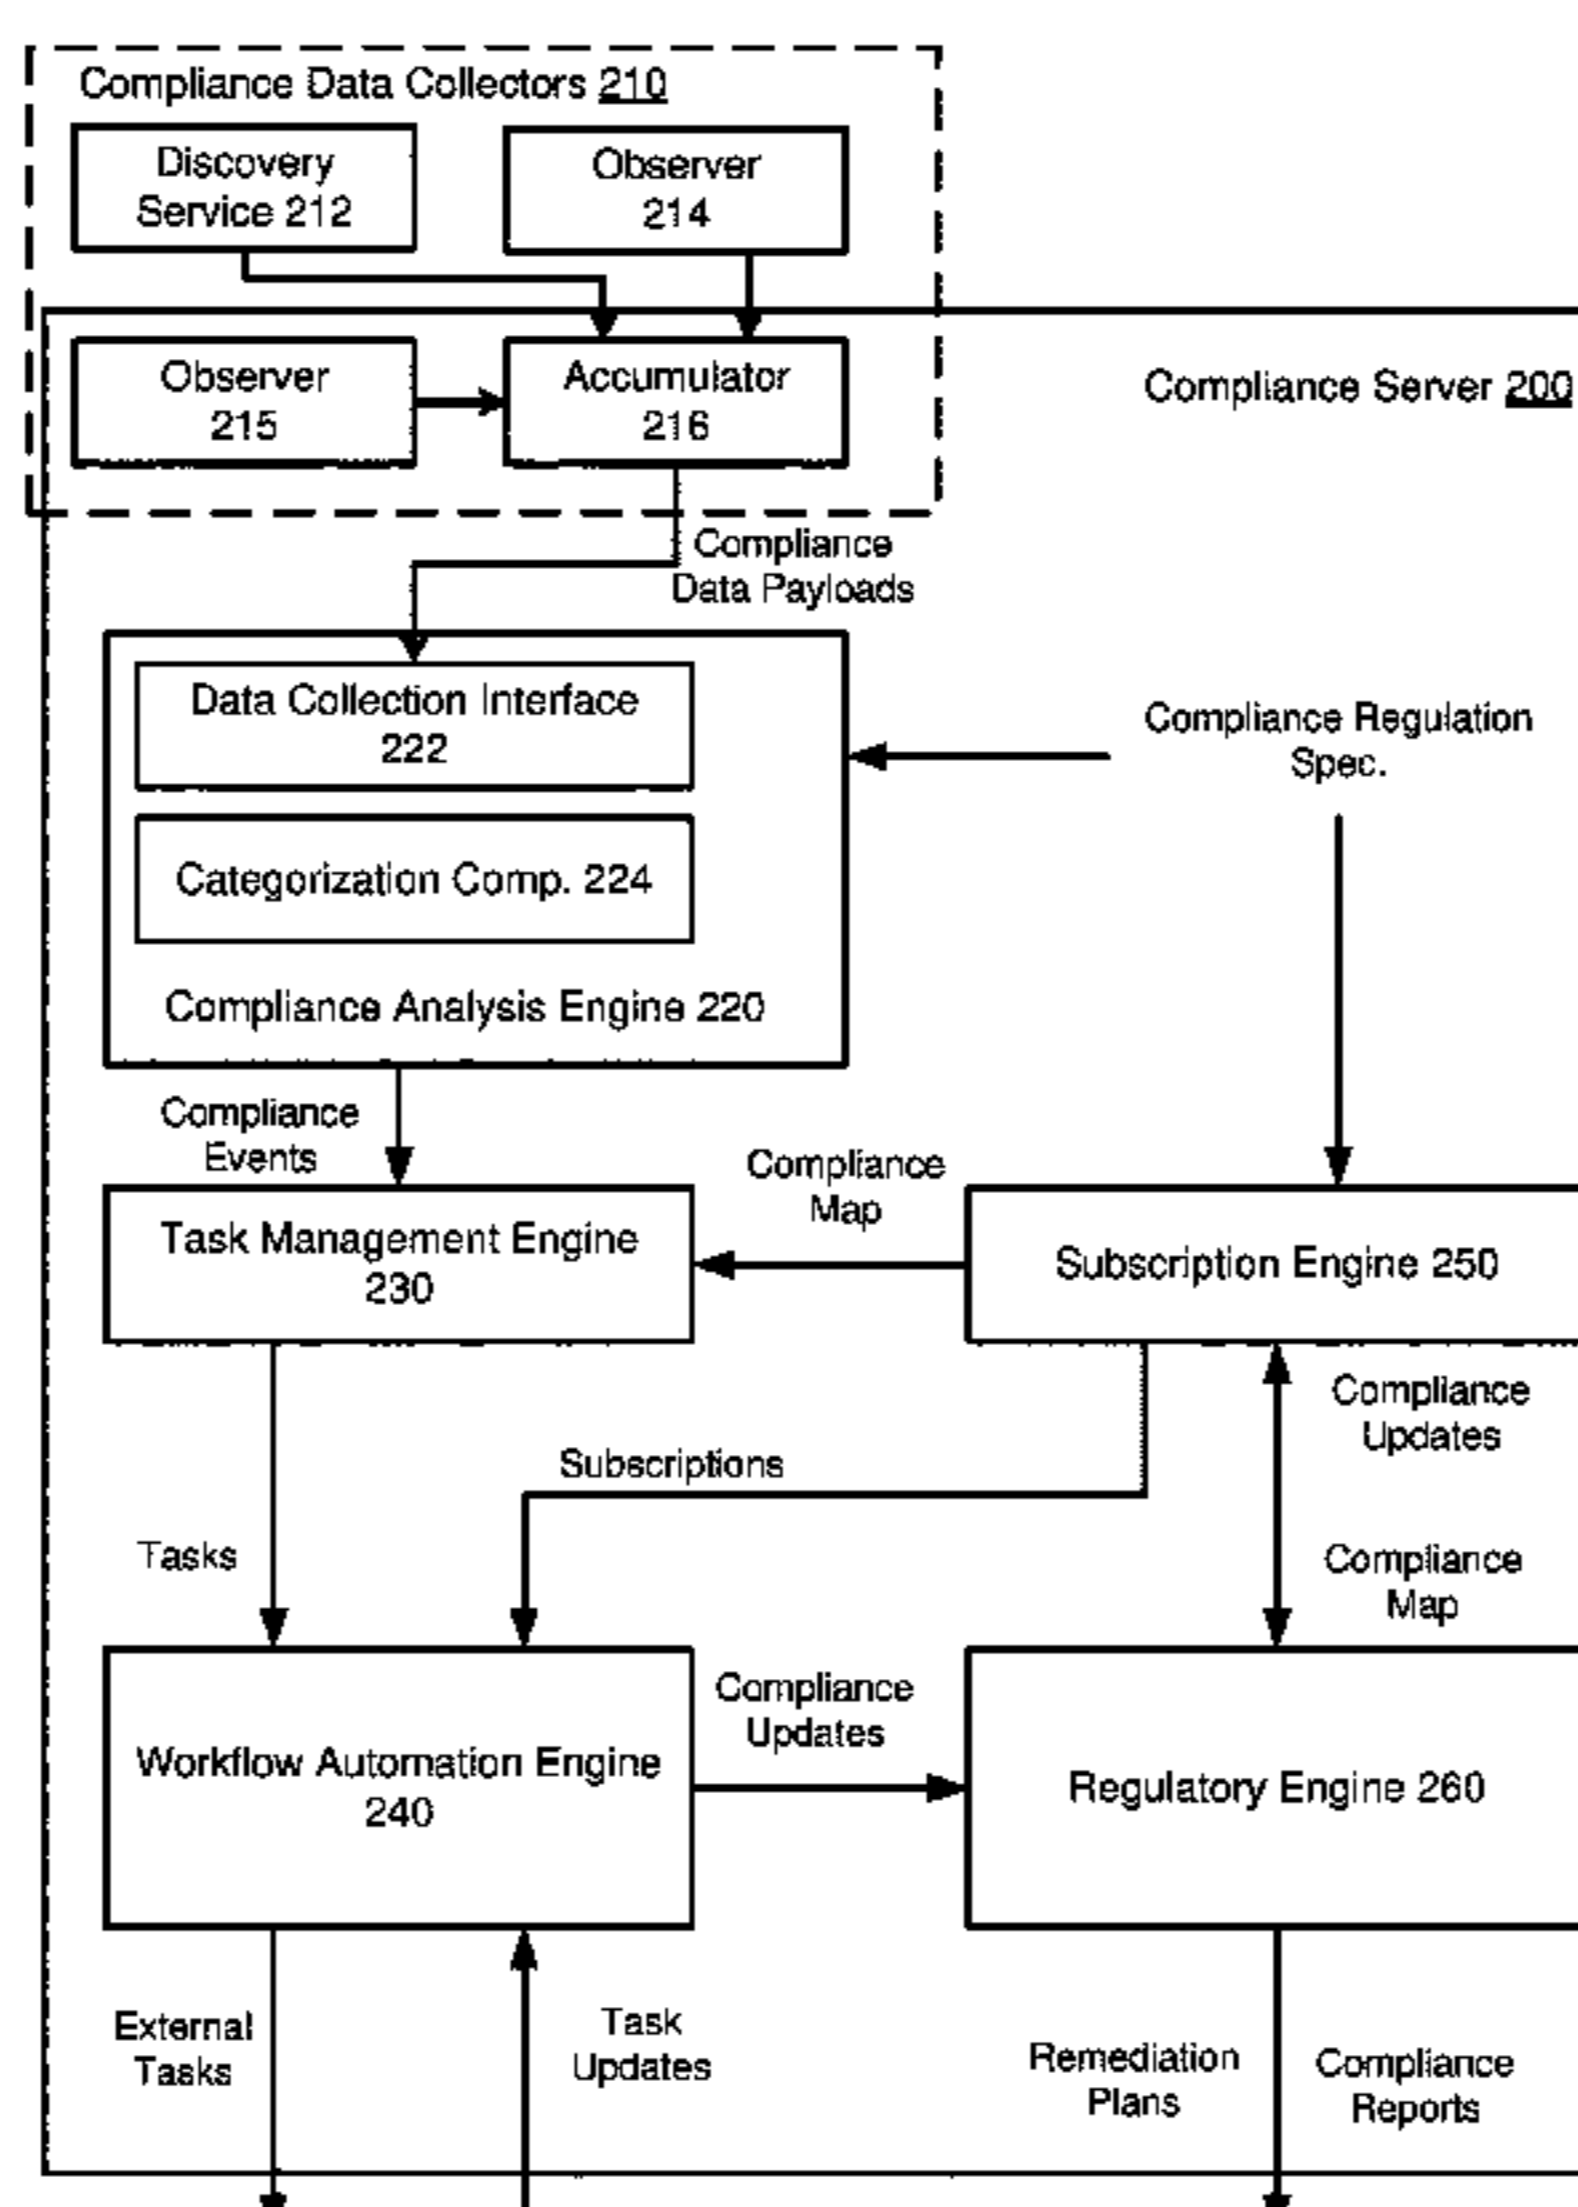 Compliance Data Collectors 210
Discovery
Service 212
Observer
214
Observer
215
Accumulator
216
Compliance Server 200
Compliance
Data Payloads
Data Collection Interface
222
Compliance Regulation
Spec.
Categorization Comp. 224
Compliance Analysis Engine 220
Compliance
Events
Compliance
Map
Task Management Engine
230
Subscription Engine 250
Compliance
Updates
Subscriptions
Tasks
Compliance
Map
Compliance
Updates
Workflow Automation Engine
240
Regulatory Engine 260
External
Tasks
Task
Updates
Remediation
Plans
Compliance
Reports